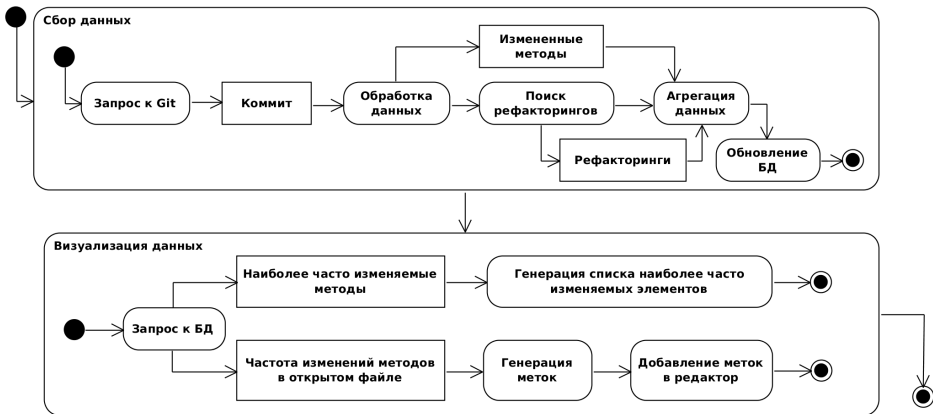 Сбор данных
Измененные
методы
Запрос к Git
Коммит
Обработка
данных
Поиск
рефакторингов
Агрегация
данных
Рефакторинги
Обновление
БД
Визуализация данных
Наиболее часто изменяемые
методы
Генерация списка наиболее часто
изменяемых элементов
Запрос к БД
Частота изменений методов
в открытом файле
Генерация
меток
Добавление меток
в редактор